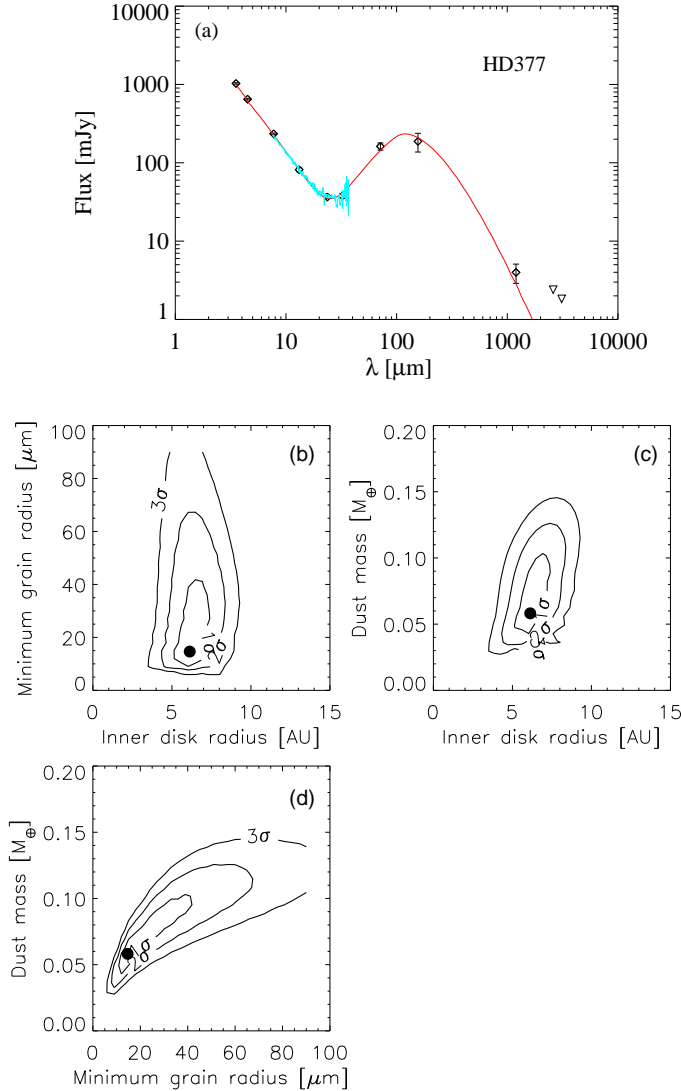 (a)
HD377
Flux [mJy]
10000
1000
100
10
1
1 10 100 1000 10000
λ [μm]
(b)
Minimum grain radius [μm]
100
80
60
40
20
0
3σ
2σ
1σ
0 5 10 15
Inner disk radius [AU]
(c)
Dust mass [M⊕]
0.20
0.15
0.10
0.05
0.00
1σ
2σ
0 5 10 15
Inner disk radius [AU]
(d)
Dust mass [M⊕]
0.20
0.15
0.10
0.05
0.00
3σ
0 20 40 60 80 100
Minimum grain radius [μm]